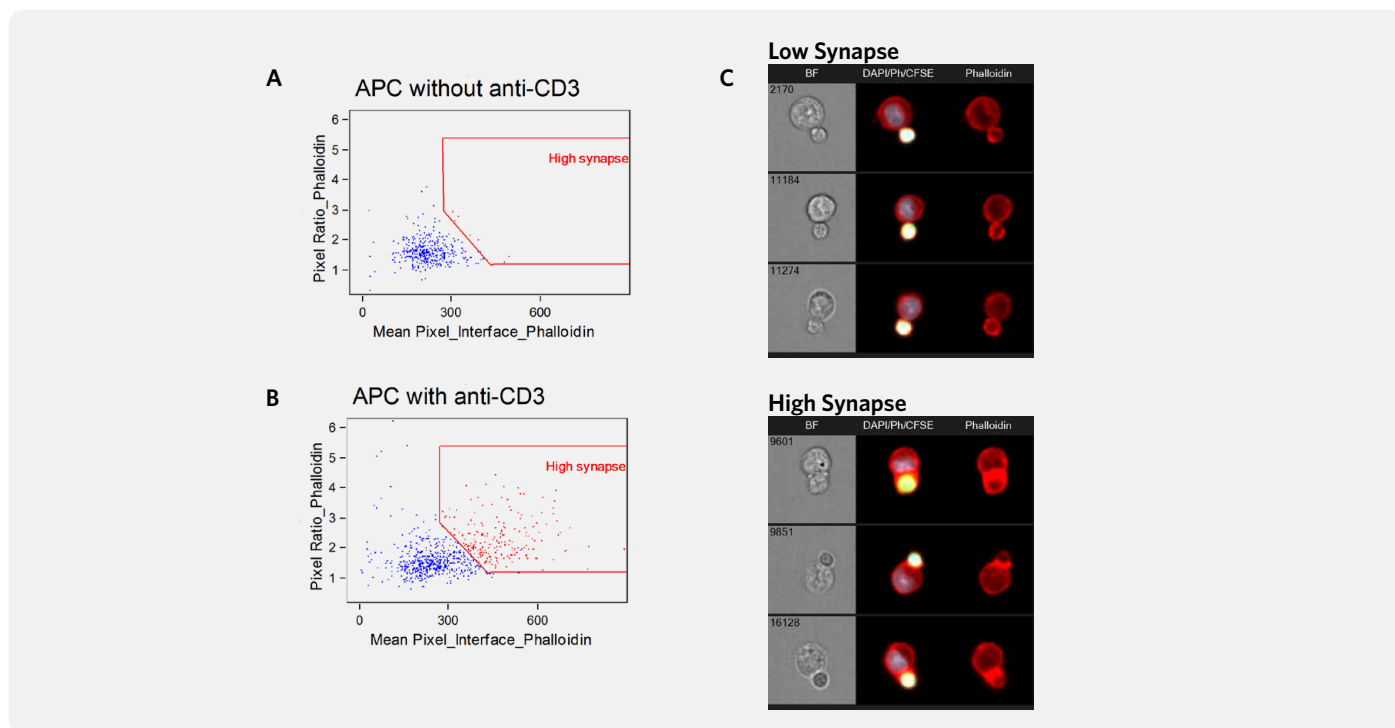 A
APC without anti-CD3
Pixel Ratio_Phalloidin
6
5
4
3
2
1
High synapse
0
300
600
Mean Pixel_Interface_Phalloidin
B
APC with anti-CD3
Pixel Ratio_Phalloidin
6
5
4
3
2
1
High synapse
0
300
600
Mean Pixel_Interface_Phalloidin
C
Low Synapse
BF DAPI/Ph/CFSE Phalloidin
2170
11184
11274
High Synapse
BF DAPI/Ph/CFSE Phalloidin
9601
9851
16128